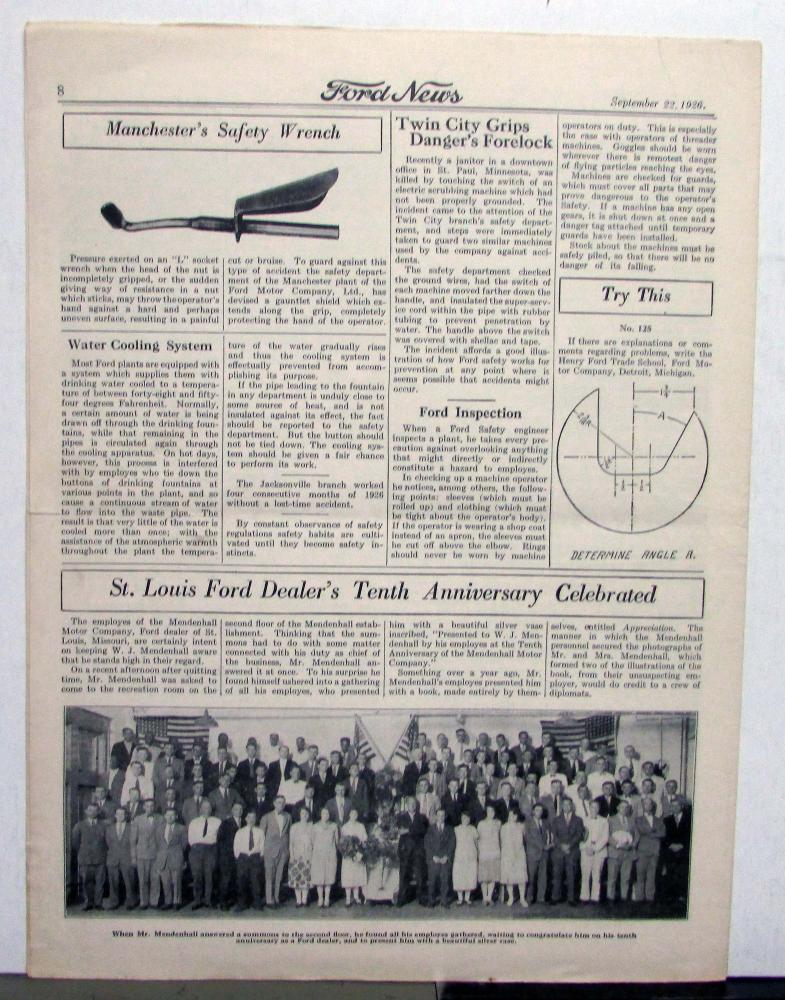 8
Ford News
September 22, 1926.
Manchester's Safety Wrench
Pressure exerted on an "L" socket
wrench when the head of the nut is
incompletely gripped, or the sudden
giving way of resistance in a nut
which sticks, may throw the operator's
hand against a hard and perhaps
uneven surface, resulting in a painful
cut or bruise. To guard against this
type of accident the safety depart-
ment of the Manchester plant of the
Ford Motor Company, Ltd., has
devised a gauntlet shield which ex-
tends along the grip, completely
protecting the hand of the operator.
Water Cooling System
Most Ford plants are equipped with
a system which supplies them with
drinking water cooled to a tempera-
ture of between forty-eight and fifty-
four degrees Fahrenheit. Normally,
a certain amount of water is being
drawn off through the drinking foun-
tains, while that remaining in the
pipes is circulated again through
the cooling apparatus. On hot days,
however, this process is interfered
with by employes who tie down the
buttons of drinking fountains at
various points in the plant, and so
cause a continuous stream of water
to flow into the waste pipe. The
result is that very little of the water is
cooled more than once; with the
assistance of the atmospheric warmth
throughout the plant the tempera-
ture of the water gradually rises
and thus the cooling system is
effectually prevented from accom-
plishing its purpose.
If the pipe leading to the fountain
in any department is unduly close to
some source of heat, and is not
insulated against its effect, the fact
should be reported to the safety
department. But the button should
not be tied down. The cooling sys-
tem should be given a fair chance
to perform its work.
The Jacksonville branch worked
four consecutive months of 1926
without a lost-time accident.
By constant observance of safety
regulations safety habits are culti-
vated until they become safety in-
stincts.
Twin City Grips
Danger's Forelock
Recently a janitor in a downtown
office in St. Paul, Minnesota, was
killed by touching the switch of an
electric scrubbing machine which had
not been properly grounded. The
incident came to the attention of the
Twin City branch's safety depart-
ment, and steps were immediately
taken to guard two similar machines
used by the company against acci-
dents.
The safety department checked
the ground wires, had the switch of
each machine moved farther down the
handle, and insulated the super-serv-
ice cord within the pipe with rubber
tubing to prevent penetration by
water. The handle above the switch
was covered with shellac and tape.
The incident affords a good illus-
tration of how Ford safety works for
prevention at any point where it
seems possible that accidents might
occur.
Ford Inspection
When a Ford Safety engineer
inspects a plant, he takes every pre-
caution against overlooking anything
that might directly or indirectly
constitute a hazard to employes.
In checking up a machine operator
he notices, among others, the follow-
ing points: sleeves (which must be
rolled up) and clothing (which must
be tight about the operator's body).
If the operator is wearing a shop coat
instead of an apron, the sleeves must
be cut off above the elbow. Rings
should never be worn by machine
operators on duty. This is especially
the case with operators of threader
machines. Goggles should be worn
wherever there is remotest danger
of flying particles reaching the eyes.
Machines are checked for guards,
which must cover all parts that may
prove dangerous to the operator's
Safety. If a machine has any open
gears, it is shut down at once and a
danger tag attached until temporary
guards have been installed.
Stock about the machines must be
safely piled, so that there will be no
danger of its falling.
Try This
No. 125
If there are explanations or com-
ments regarding problems, write the
Henry Ford Trade School, Ford Mo-
tor Company, Detroit, Michigan.
A
DETERMINE ANGLE A.
St. Louis Ford Dealer's Tenth Anniversary Celebrated
The employes of the Mendenhall
Motor Company, Ford dealer of St.
Louis, Missouri, are certainly intent
on keeping W. J. Mendenhall aware
that he stands high in their regard.
On a recent afternoon after quitting
time, Mr. Mendenhall was asked to
come to the recreation room on the
second floor of the Mendenhall estab-
lishment. Thinking that the sum-
mons had to do with some matter
connected with his duty as chief of
the business, Mr. Mendenhall an-
swered it at once. To his surprise he
found himself ushered into a gathering
of all his employes, who presented
him with a beautiful silver vase
inscribed, "Presented to W. J. Men-
denhall by his employes at the Tenth
Anniversary of the Mendenhall Motor
Company."
Something over a year ago, Mr.
Mendenhall's employes presented him
with a book, made entirely by them-
selves, entitled Appreciation. The
manner in which the Mendenhall
personnel secured the photographs of
Mr. and Mrs. Mendenhall, which
formed two of the illustrations of the
book, from their unsuspecting em-
ployer, would do credit to a crew of
diplomats.
When Mr. Mendenhall answered a summons to the second floor, he found all his employes gathered, waiting to congratulate him on his tenth
anniversary as a Ford dealer, and to present him with a beautiful silver vase.